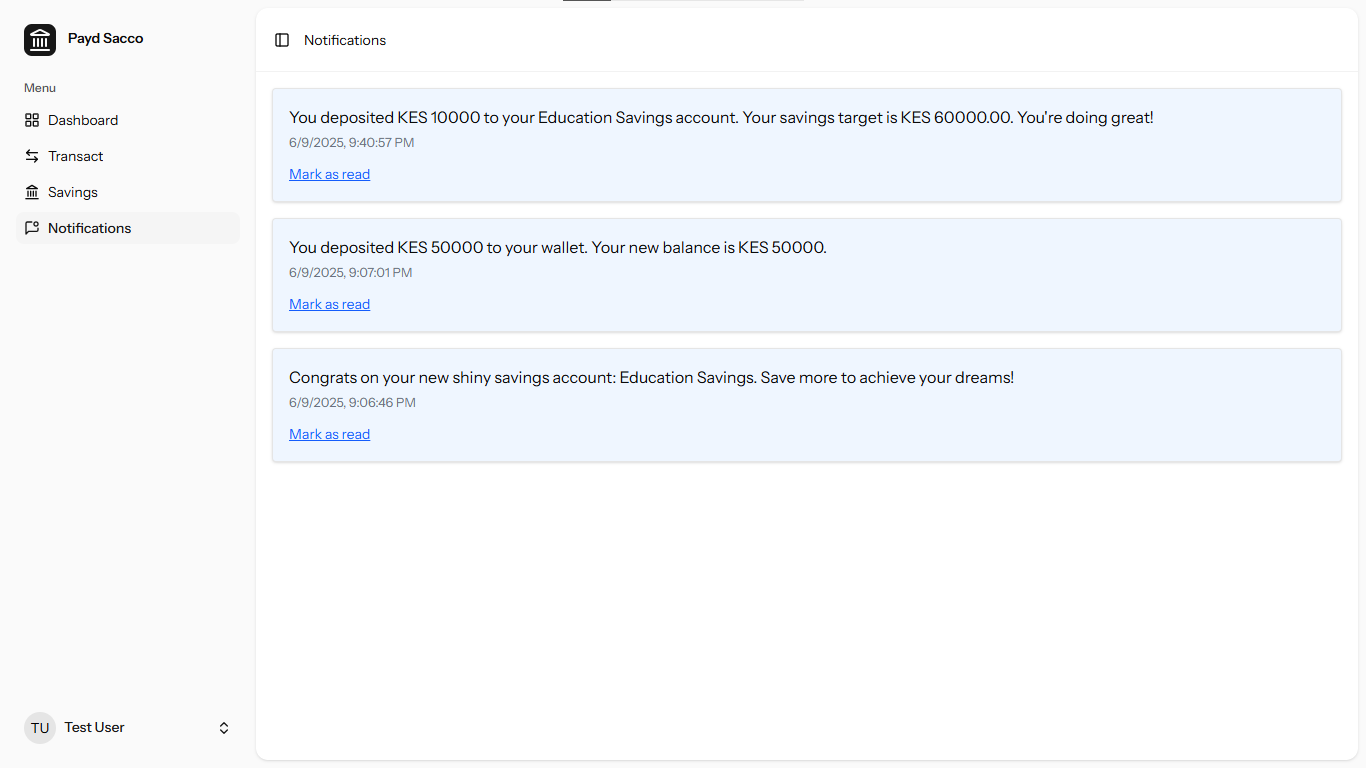 Payd Sacco
Menu
Dashboard
Transact
Savings
Notifications
TU
Test User
Notifications
You deposited KES 10000 to your Education Savings account. Your savings target is KES 60000.00. You're doing great!
6/9/2025, 9:40:57 PM
Mark as read
You deposited KES 50000 to your wallet. Your new balance is KES 50000.
6/9/2025, 9:07:01 PM
Mark as read
Congrats on your new shiny savings account: Education Savings. Save more to achieve your dreams!
6/9/2025, 9:06:46 PM
Mark as read